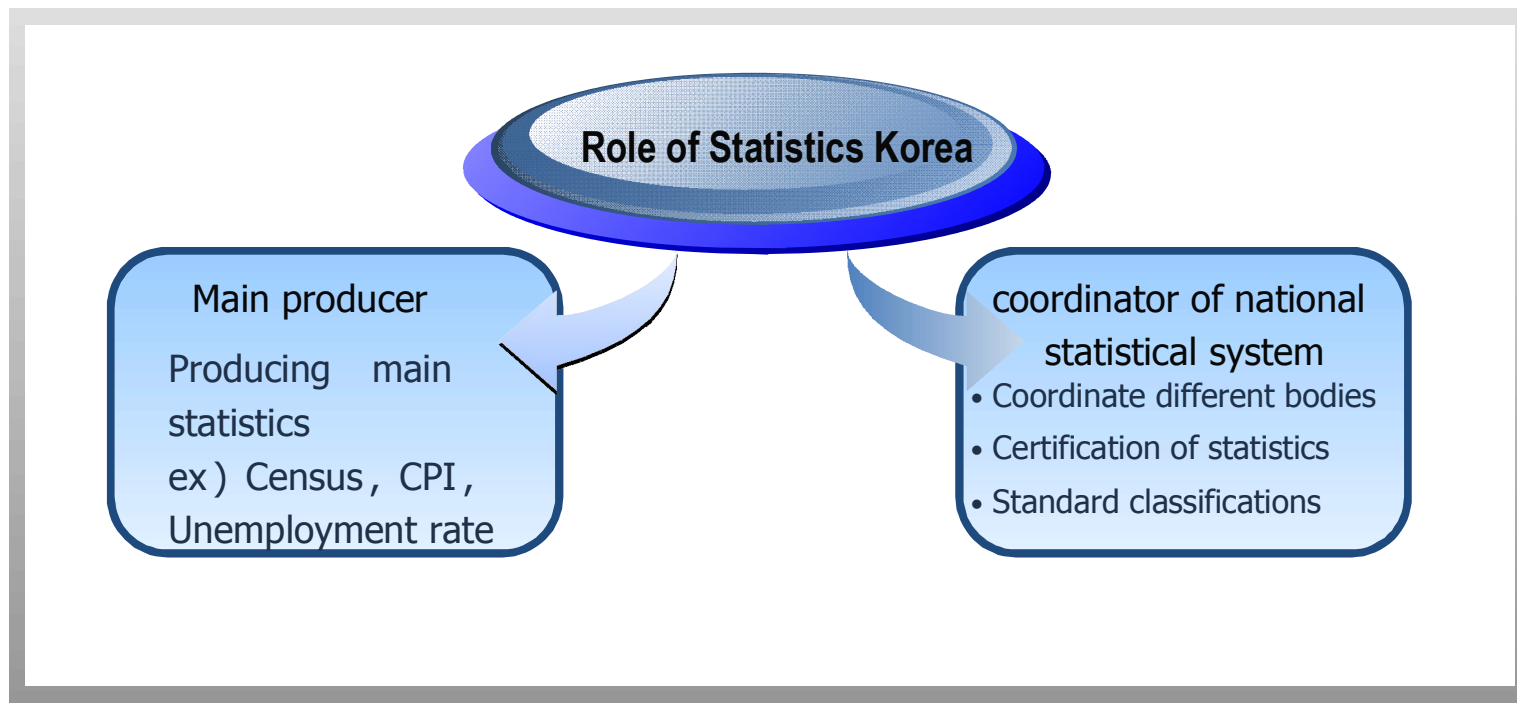 Role of Statistics Korea
Main producer
Producing main
statistics
ex) Census, CPI,
Unemployment rate
coordinator of national
statistical system
• Coordinate different bodies
• Certification of statistics
• Standard classifications